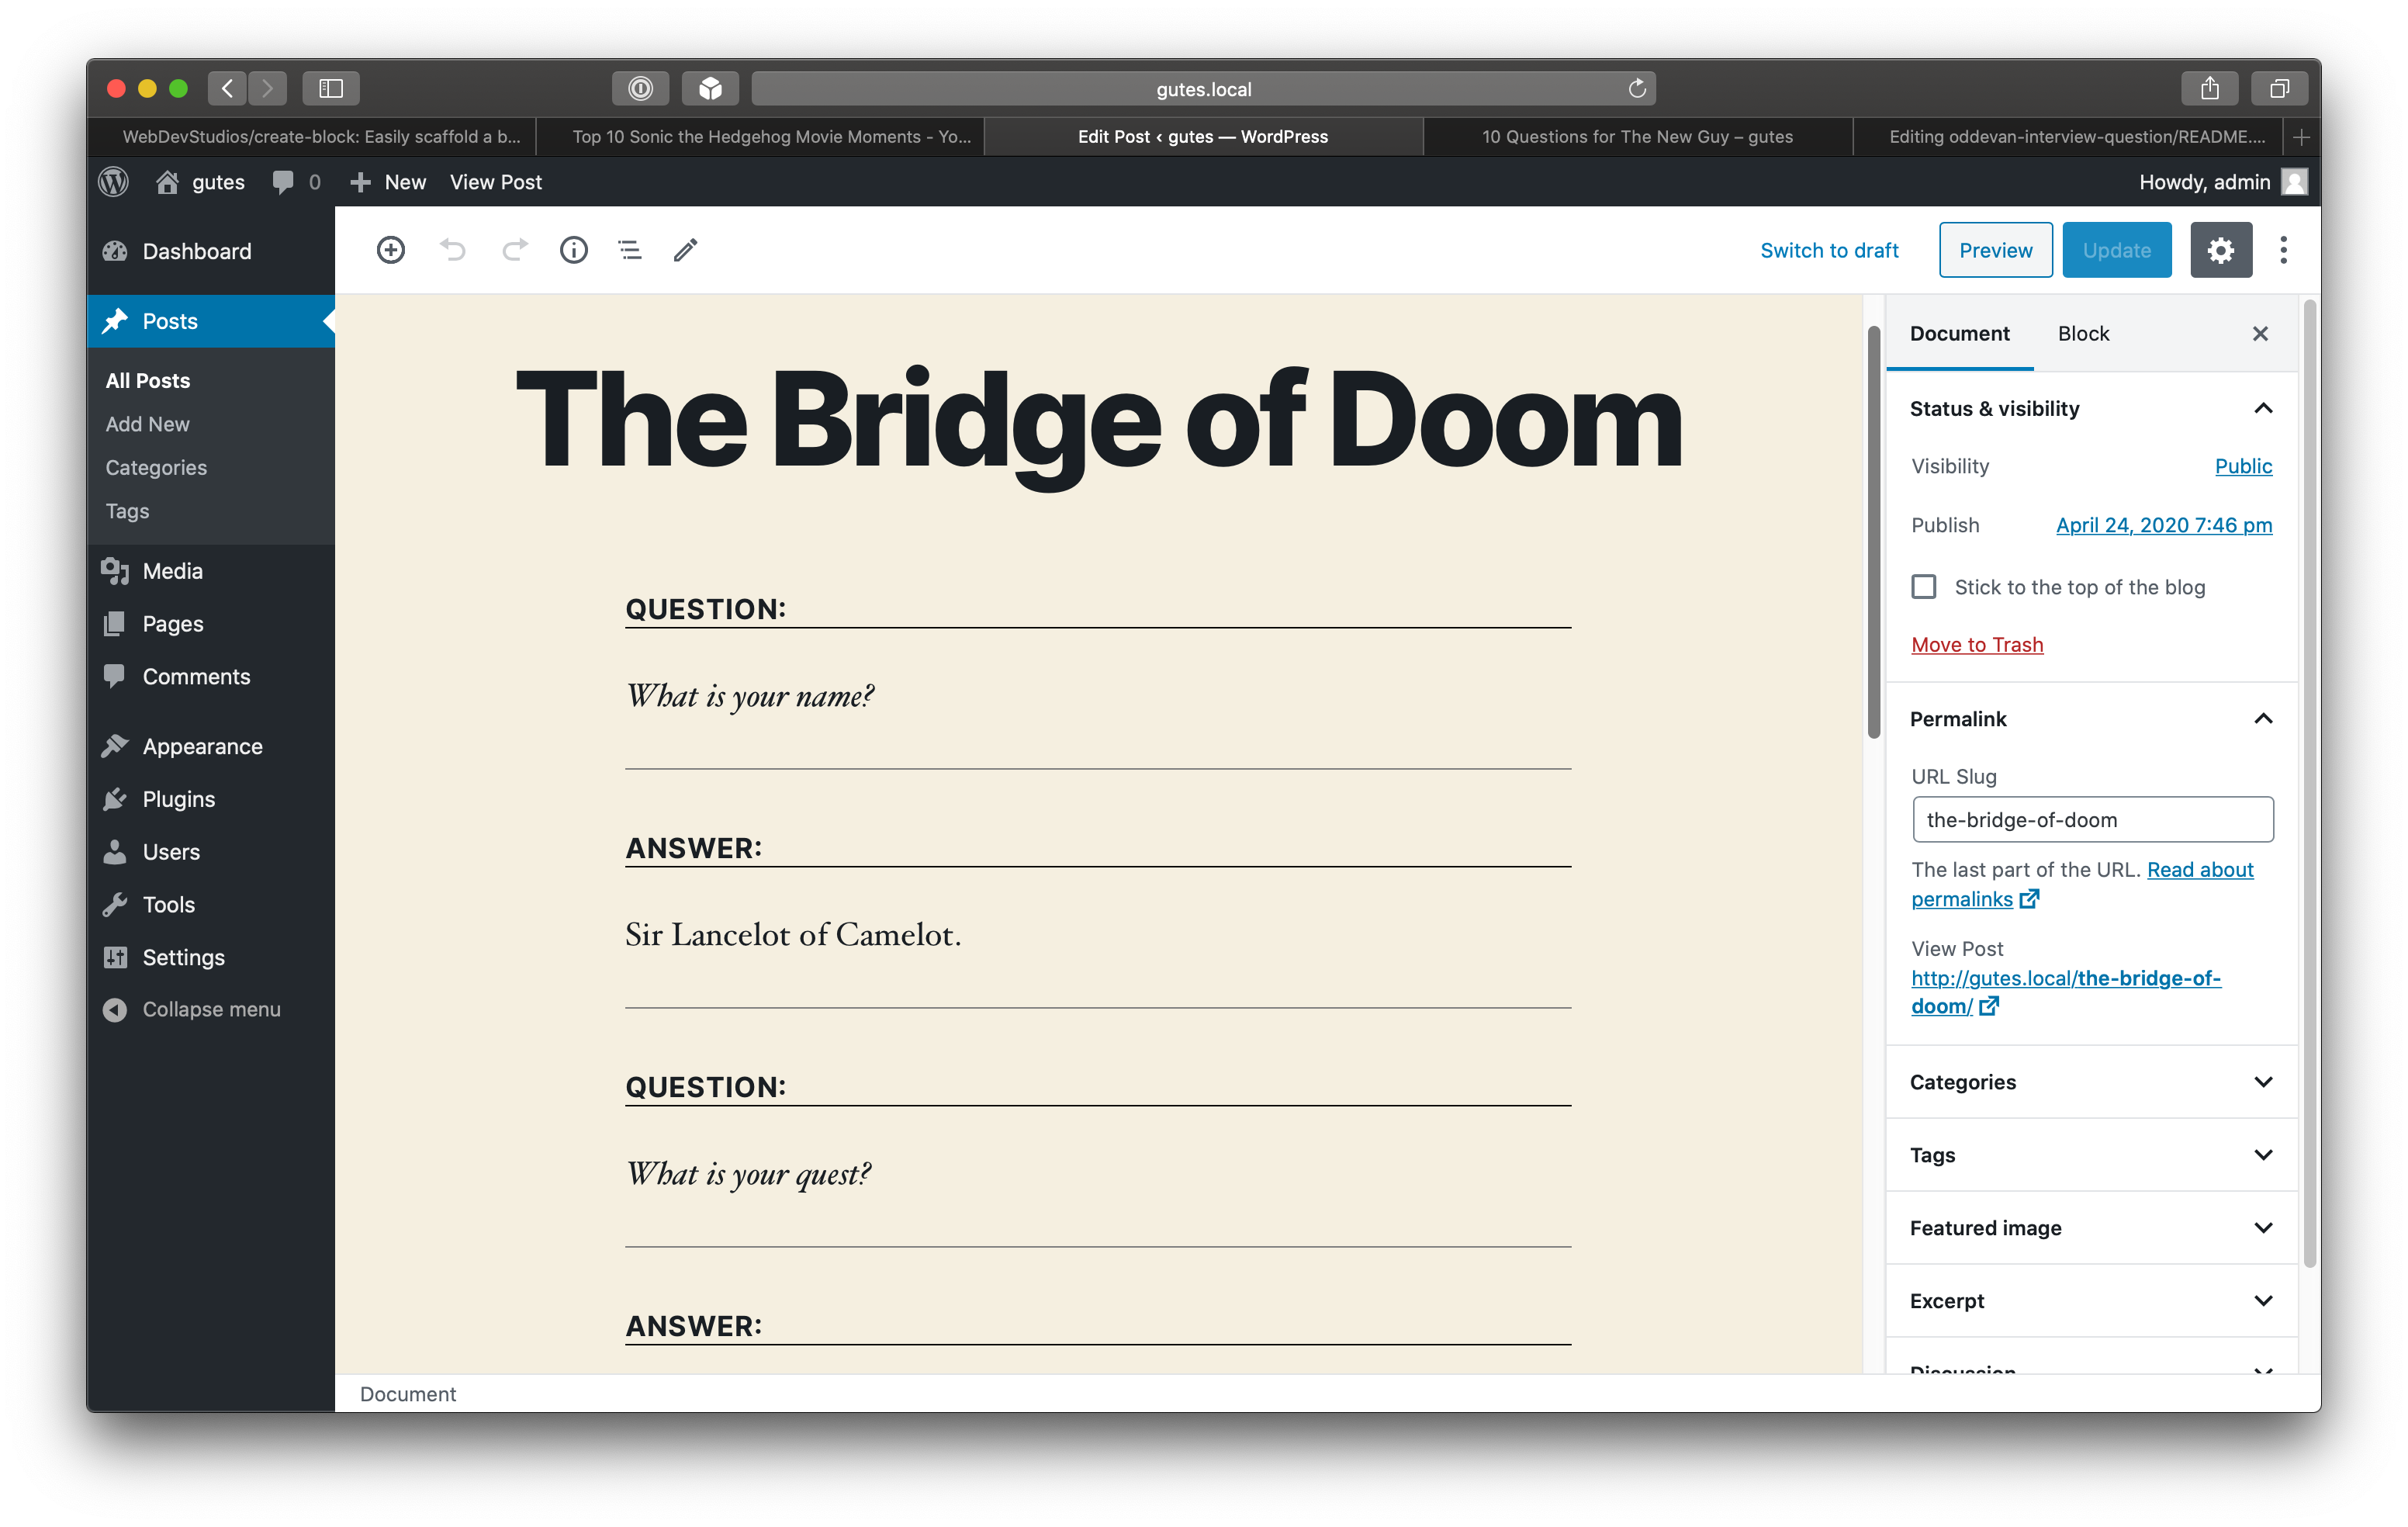 gutes.local
WebDevStudios/create-block: Easily scaffold a b...
Top 10 Sonic the Hedgehog Movie Moments - Yo...
Edit Post ‹ gutes — WordPress
10 Questions for The New Guy – gutes
Editing oddevan-interview-question/README....
gutes
0
New
View Post
Howdy, admin
Dashboard
Posts
All Posts
Add New
Categories
Tags
Media
Pages
Comments
Appearance
Plugins
Users
Tools
Settings
Collapse menu
Switch to draft
Preview
Update
The Bridge of Doom
QUESTION:
What is your name?
ANSWER:
Sir Lancelot of Camelot.
QUESTION:
What is your quest?
ANSWER:
Document
Document
Block
Status & visibility
Visibility
Public
Publish
April 24, 2020 7:46 pm
Stick to the top of the blog
Move to Trash
Permalink
URL Slug
the-bridge-of-doom
The last part of the URL. Read about
permalinks
View Post
http://gutes.local/the-bridge-of-
doom/
Categories
Tags
Featured image
Excerpt
Discussion